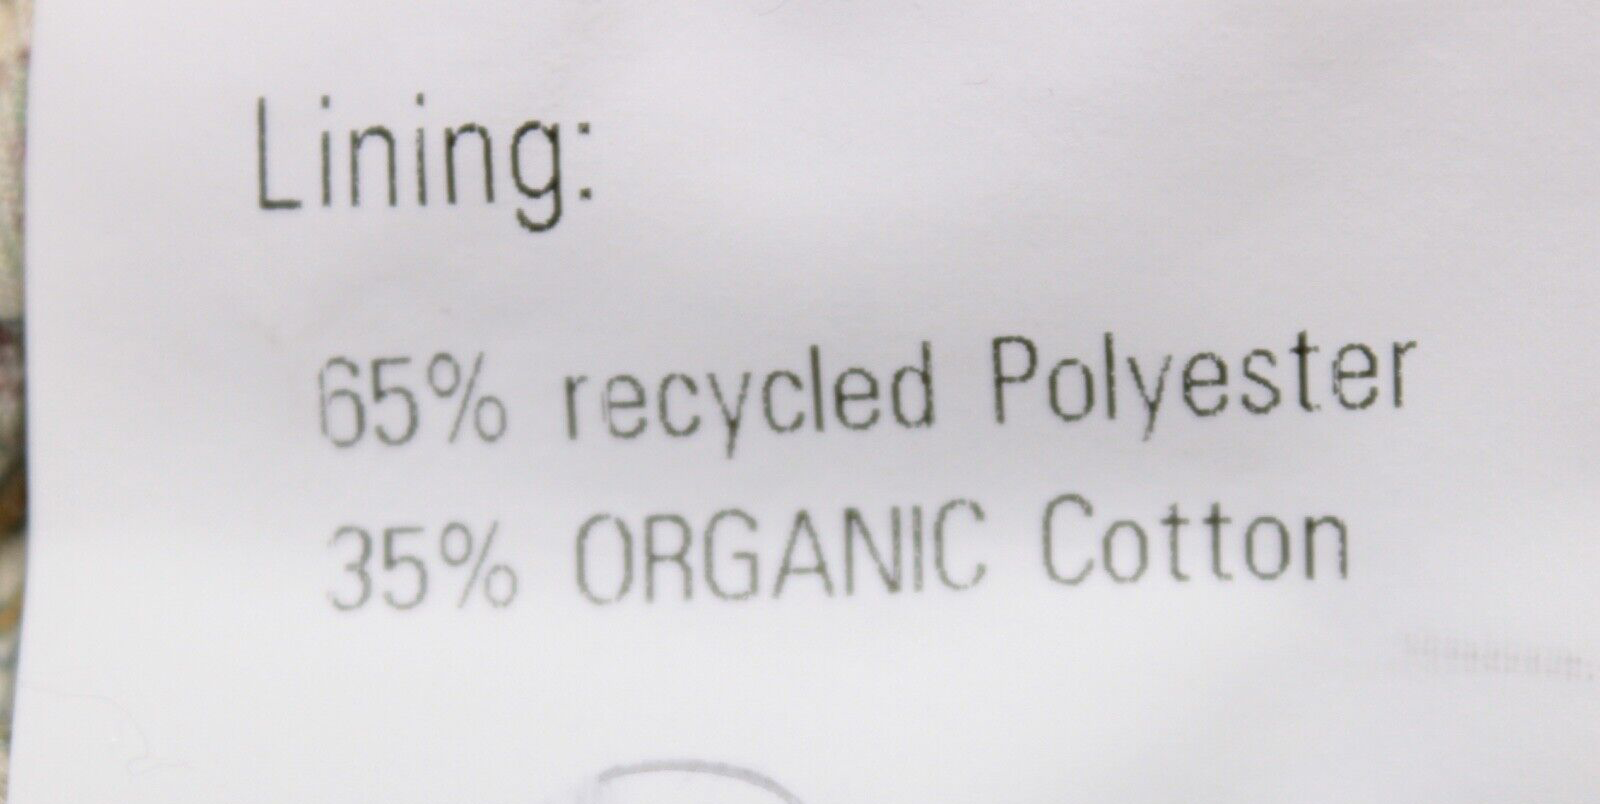 Lining:
65% recycled Polyester
35% ORGANIC Cotton